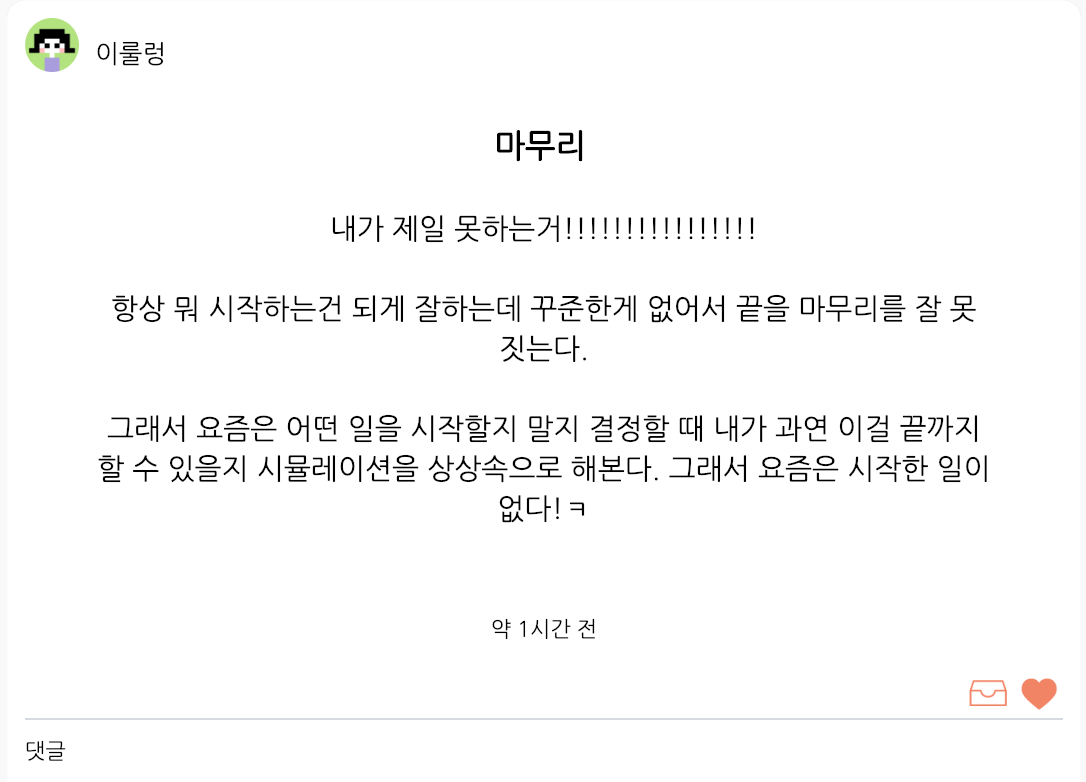 이룰렁
마무리
내가 제일 못하는거!!!!!!!!!!!!!!!!
항상 뭐 시작하는건 되게 잘하는데 꾸준한게 없어서 끝을 마무리를 잘 못
짓는다.
그래서 요즘은 어떤 일을 시작할지 말지 결정할 때 내가 과연 이걸 끝까지
할 수 있을지 시뮬레이션을 상상속으로 해본다. 그래서 요즘은 시작한 일이
없다! ㅋ
약 1시간 전
댓글